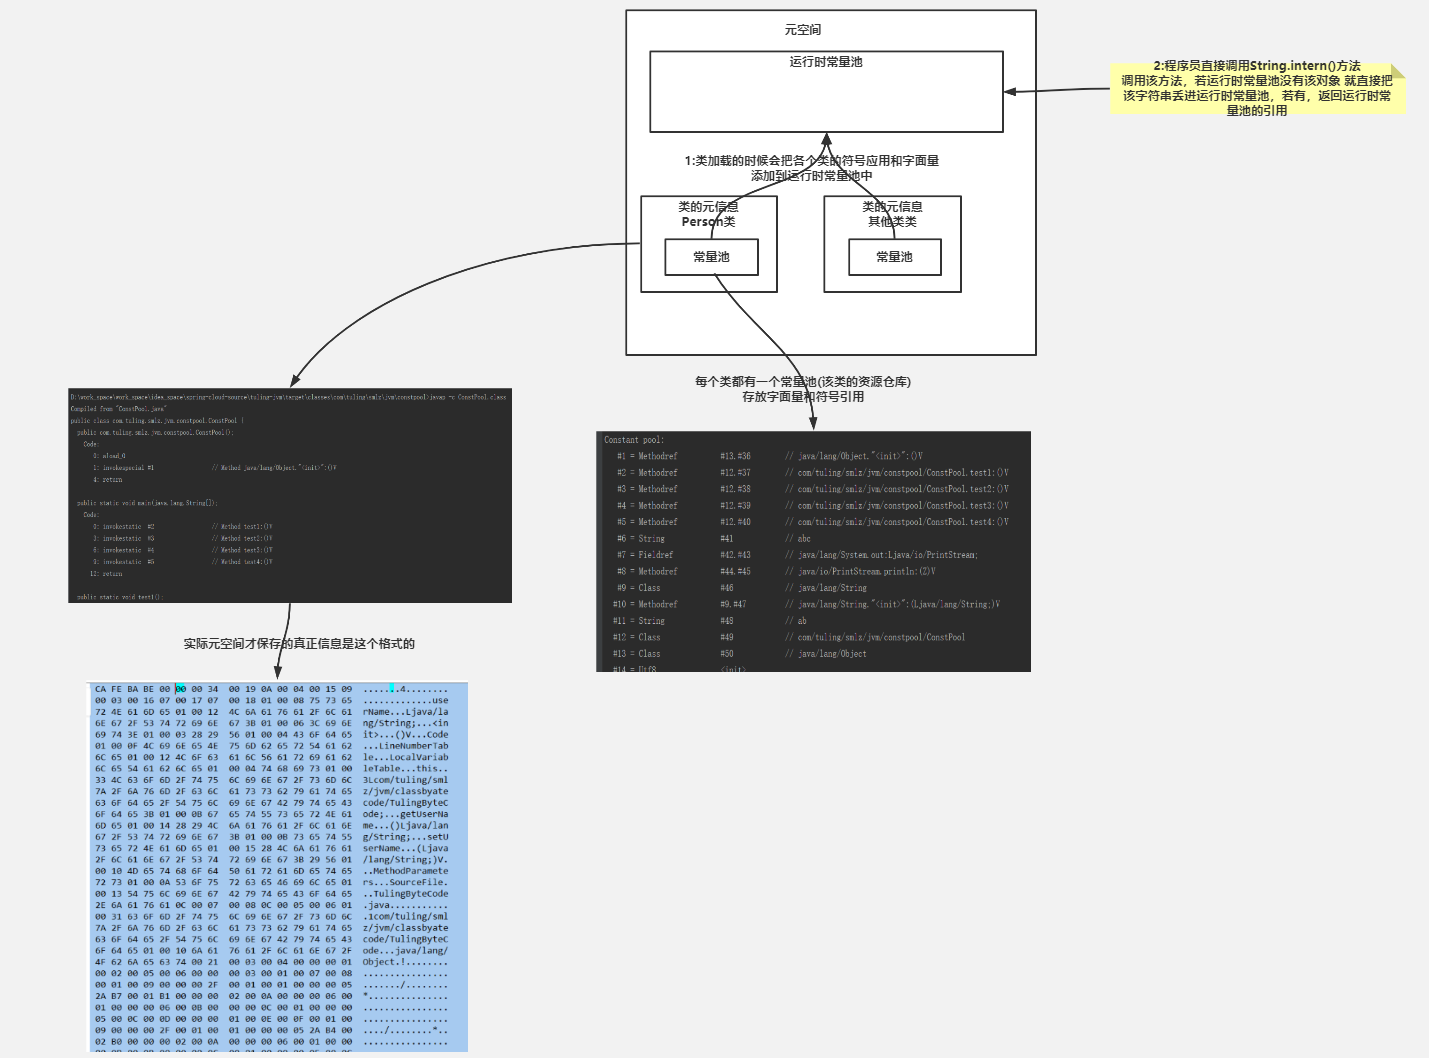 元空间
运行时常量池
2:程序员直接调用String.intern()方法
调用该方法，若运行时常量池没有该对象 就直接把
该字符串丢进运行时常量池，若有，返回运行时常
量池的引用
1:类加载的时候会把各个类的符号应用和字面量
添加到运行时常量池中
类的元信息
Person类
常量池
类的元信息
其他类类
常量池
每个类都有一个常量池(该类的资源仓库)
存放字面量和符号引用
D:\work_space\work_space\idea_space\spring-cloud-source\tuling-jvm\target\classes\com\tuling\smlz\jvm\constpool>javap -c ConstPool.class
Compiled from "ConstPool.java"
public class com.tuling.smlz.jvm.constpool.ConstPool {
public com.tuling.smlz.jvm.constpool.ConstPool();
Code:
0: aload_0
1: invokespecial #1 // Method java/lang/Object."<init>":()V
4: return
public static void main(java.lang.String[]);
Code:
0: invokestatic #2 // Method test1:()V
3: invokestatic #3 // Method test2:()V
6: invokestatic #4 // Method test3:()V
9: invokestatic #5 // Method test4:()V
12: return
public static void test1();
Constant pool:
#1 = Methodref #13.#36 // java/lang/Object."<init>":()V
#2 = Methodref #12.#37 // com/tuling/smlz/jvm/constpool/ConstPool.test1:()V
#3 = Methodref #12.#38 // com/tuling/smlz/jvm/constpool/ConstPool.test2:()V
#4 = Methodref #12.#39 // com/tuling/smlz/jvm/constpool/ConstPool.test3:()V
#5 = Methodref #12.#40 // com/tuling/smlz/jvm/constpool/ConstPool.test4:()V
#6 = String #41 // abc
#7 = Fieldref #42.#43 // java/lang/System.out:Ljava/io/PrintStream;
#8 = Methodref #44.#45 // java/io/PrintStream.println:(Z)V
#9 = Class #46 // java/lang/String
#10 = Methodref #9.#47 // java/lang/String."<init>":(Ljava/lang/String;)V
#11 = String #48 // ab
#12 = Class #49 // com/tuling/smlz/jvm/constpool/ConstPool
#13 = Class #50 // java/lang/Object
#14 = Utf8 <init>
实际元空间才保存的真正信息是这个格式的
CA FE BA BE 00 00 00 34 00 19 0A 00 04 00 15 09 .......4........
00 03 00 16 07 00 17 07 00 18 01 00 08 75 73 65 .............use
72 4E 61 6D 65 01 00 12 4C 6A 61 76 61 2F 6C 61 rName...Ljava/la
6E 67 2F 53 74 72 69 6E 67 3B 01 00 06 3C 69 6E ng/String;...<in
69 74 3E 01 00 03 28 29 56 01 00 04 43 6F 64 65 it>...()V...Code
01 00 0F 4C 69 6E 65 4E 75 6D 62 65 72 54 61 62 ...LineNumberTab
6C 65 01 00 12 4C 6F 63 61 6C 56 61 72 69 61 62 le...LocalVariab
6C 65 54 61 62 6C 65 01 00 04 74 68 69 73 01 00 leTable...this..
33 4C 63 6F 6D 2F 74 75 6C 69 6E 67 2F 73 6D 6C 3Lcom/tuling/sml
7A 2F 6A 76 6D 2F 63 6C 61 73 73 62 79 61 74 65 z/jvm/classbyate
63 6F 64 65 2F 54 75 6C 69 6E 67 42 79 74 65 43 code/TulingByteC
6F 64 65 3B 01 00 0B 67 65 74 55 73 65 72 4E 61 ode;...getUserNa
6D 65 01 00 14 28 29 4C 6A 61 76 61 2F 6C 61 6E me...()Ljava/lan
67 2F 53 74 72 69 6E 67 3B 01 00 0B 73 65 74 55 g/String;...setU
73 65 72 4E 61 6D 65 01 00 15 28 4C 6A 61 76 61 serName...(Ljava
2F 6C 61 6E 67 2F 53 74 72 69 6E 67 3B 29 56 01 /lang/String;)V.
00 10 4D 65 74 68 6F 64 50 61 72 61 6D 65 74 65 ..MethodParamete
72 73 01 00 0A 53 6F 75 72 63 65 46 69 6C 65 01 rs...SourceFile.
00 13 54 75 6C 69 6E 67 42 79 74 65 43 6F 64 65 ..TulingByteCode
2E 6A 61 76 61 0C 00 07 00 08 0C 00 05 00 06 01 .java...........
00 31 63 6F 6D 2F 74 75 6C 69 6E 67 2F 73 6D 6C .1com/tuling/sml
7A 2F 6A 76 6D 2F 63 6C 61 73 73 62 79 61 74 65 z/jvm/classbyate
63 6F 64 65 2F 54 75 6C 69 6E 67 42 79 74 65 43 code/TulingByteC
6F 64 65 01 00 10 6A 61 76 61 2F 6C 61 6E 67 2F ode...java/lang/
4F 62 6A 65 63 74 00 21 00 03 00 04 00 00 00 01 Object.!........
00 02 00 05 00 06 00 00 00 03 00 01 00 07 00 08 ................
00 01 00 09 00 00 00 2F 00 01 00 01 00 00 00 05 ......./........
2A B7 00 01 B1 00 00 00 02 00 0A 00 00 00 06 00 *...............
01 00 00 00 06 00 0B 00 00 00 0C 00 01 00 00 00 ................
05 00 0C 00 0D 00 00 00 01 00 0E 00 0F 00 01 00 ................
09 00 00 00 2F 00 01 00 01 00 00 00 05 2A B4 00 ..../........*..
02 B0 00 00 00 02 00 0A 00 00 00 06 00 01 00 00 ................